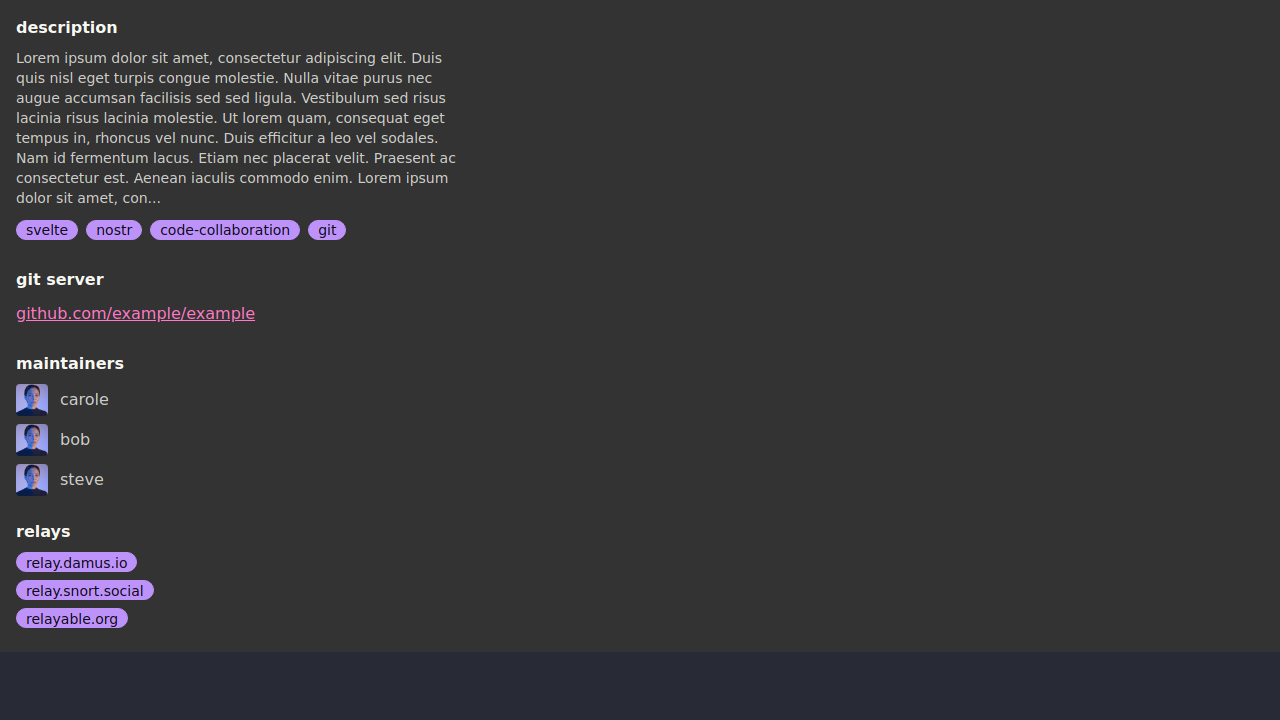 description
Lorem ipsum dolor sit amet, consectetur adipiscing elit. Duis
quis nisl eget turpis congue molestie. Nulla vitae purus nec
augue accumsan facilisis sed sed ligula. Vestibulum sed risus
lacinia risus lacinia molestie. Ut lorem quam, consequat eget
tempus in, rhoncus vel nunc. Duis efficitur a leo vel sodales.
Nam id fermentum lacus. Etiam nec placerat velit. Praesent ac
consectetur est. Aenean iaculis commodo enim. Lorem ipsum
dolor sit amet, con...
svelte nostr code-collaboration git
git server
github.com/example/example
maintainers
carole
bob
steve
relays
relay.damus.io
relay.snort.social
relayable.org